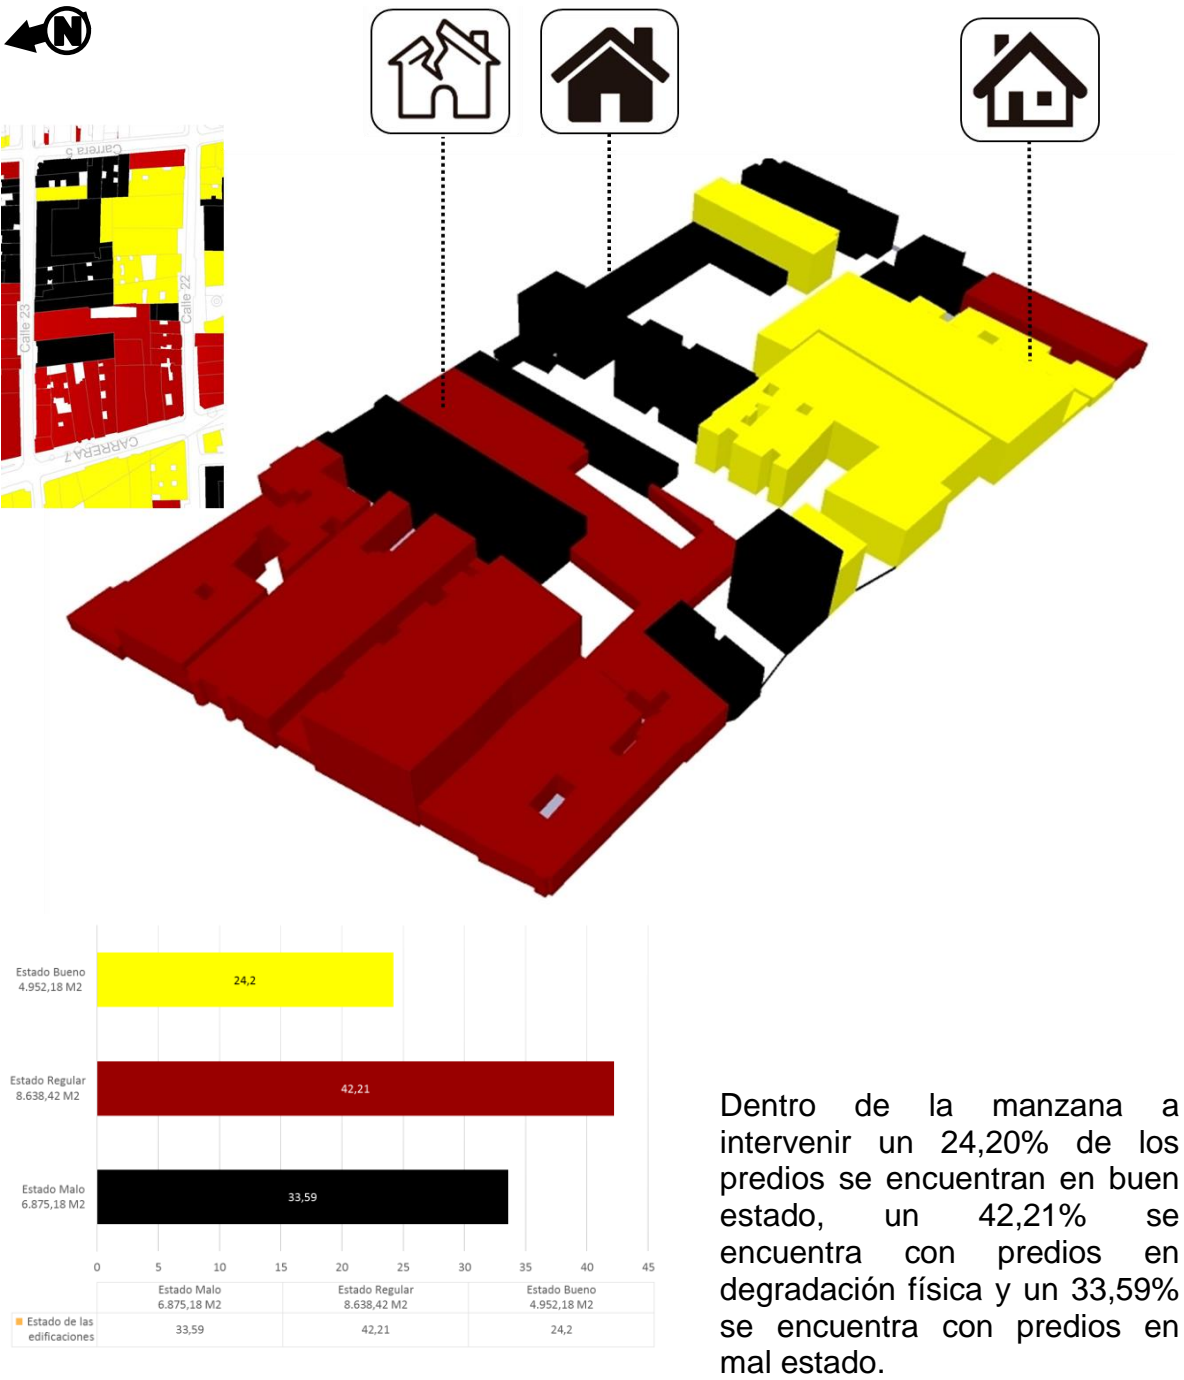 N
Carrera 5
Calle 23
Calle 22
CARRERA 7
Estado Bueno
4.952,18 M2
24,2
Estado Regular
8.638,42 M2
42,21
Estado Malo
6.875,18 M2
33,59
0 5 10 15 20 25 30 35 40 45
Estado Malo
6.875,18 M2
Estado Regular
8.638,42 M2
Estado Bueno
4.952,18 M2
Estado de las
edificaciones
33,59
42,21
24,2
Dentro de la manzana a
intervenir un 24,20% de los
predios se encuentran en buen
estado, un 42,21% se
encuentra con predios en
degradación física y un 33,59%
se encuentra con predios en
mal estado.